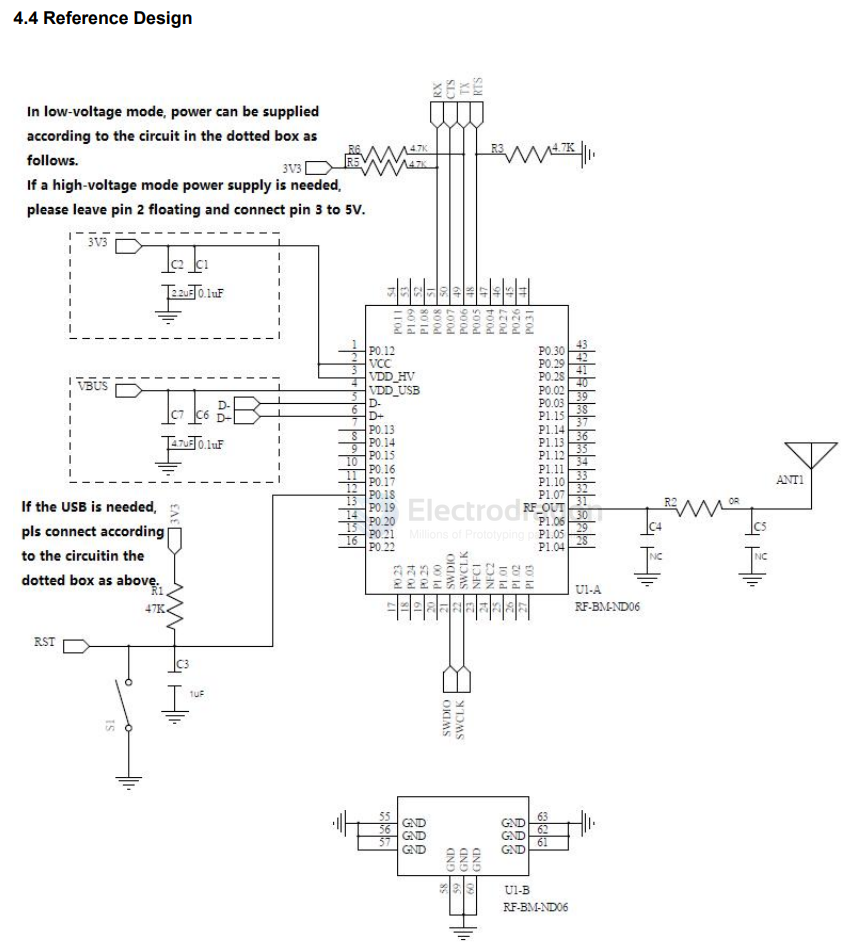 4.4 Reference Design
RX
CTS
TX
RTS
In low-voltage mode, power can be supplied
according to the circuit in the dotted box as
follows.
If a high-voltage mode power supply is needed,
please leave pin 2 floating and connect pin 3 to 5V.
R6 4.7K
3V3 R5 4.7K
R3 4.7K
3V3
C2 C1
2.2uF 0.1uF
54 53 52 51 50 49 48 47 46 45 44
P0.11 P1.09 P1.08 P0.08 P0.07 P0.06 P0.05 P0.04 P0.27 P0.26 P0.31
1 P0.12
2 VCC
3 VDD_HV
4 VDD_USB
5 D-
6 D+
7 P0.13
8 P0.14
9 P0.15
10 P0.16
11 P0.17
12 P0.18
13 P0.19
14 P0.20
15 P0.21
16 P0.22
P0.30 43
P0.29 42
P0.28 41
P0.02 40
P0.03 39
P1.15 38
P1.14 37
P1.13 36
P1.12 35
P1.11 34
P1.10 33
P1.07 32
RF_OUT 31
P1.06 30
P1.05 29
P1.04 28
VBUS
D-
D+
C7 C6
4.7uF 0.1uF
Millions of Prototyping
ANT1
R2 0R
C4
NC
C5
NC
If the USB is needed,
pls connect according
to the circuitin the
dotted box as above.
3V3
R1
47K
RST
C3
1uF
S1
P0.23 P0.24 P0.25 P1.00 SWDIO SWCLK NFC1 NFC2 P1.01 P1.02 P1.03
17 18 19 20 21 22 23 24 25 26 27
U1-A
RF-BM-ND06
SWDIO
SWCLK
55 GND
56 GND
57 GND
GND 63
GND 62
GND 61
GND GND GND
58 59 60
U1-B
RF-BM-ND06